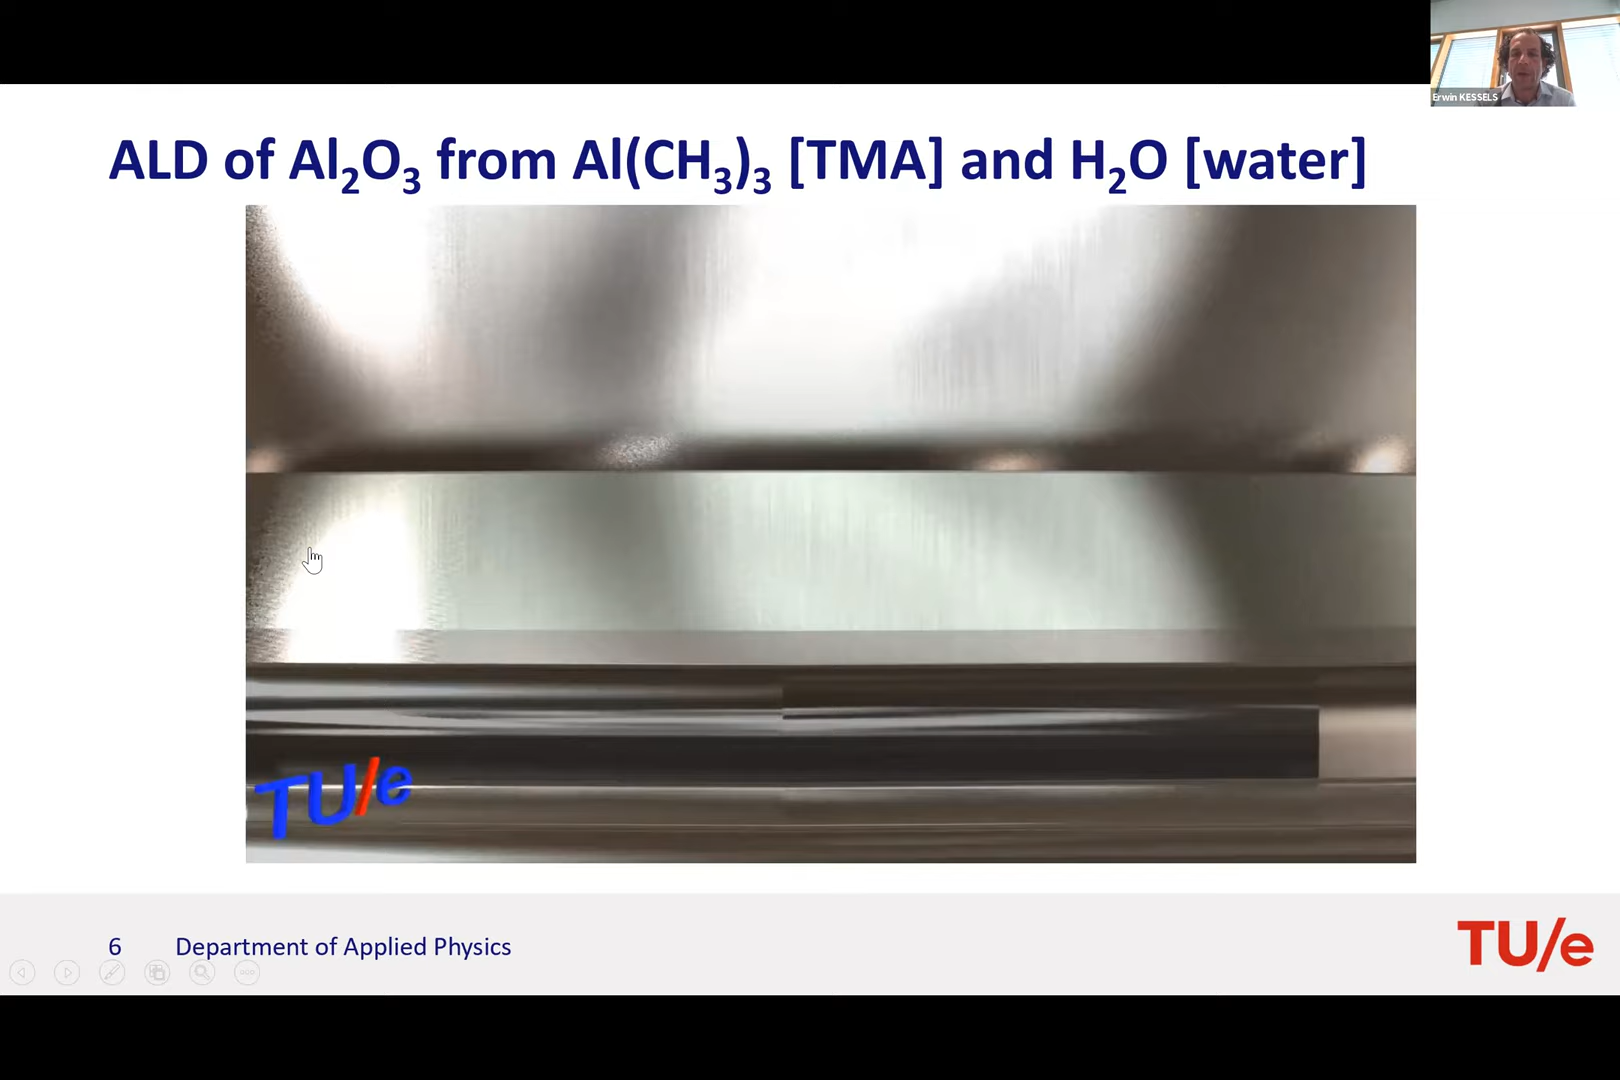 Erwin KESSELS
ALD of Al₂O₃ from Al(CH₃)₃ [TMA] and H₂O [water]
TU/e
6 Department of Applied Physics
TU/e